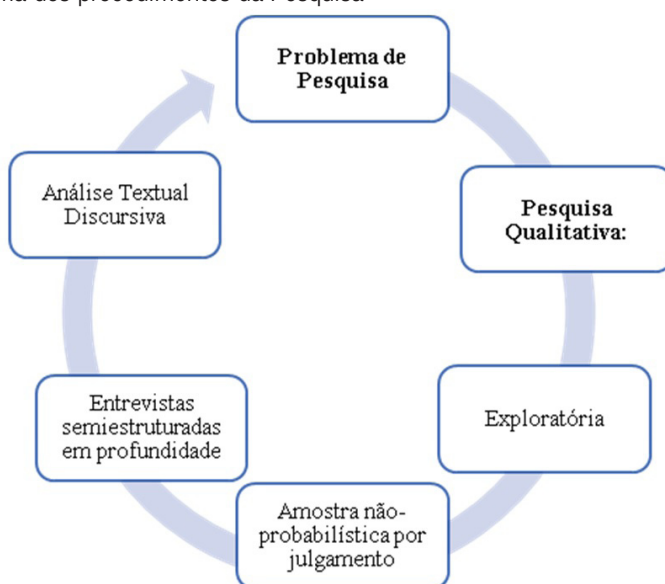 dos procedimentos da Pesquisa
Problema de
Pesquisa
Pesquisa
Qualitativa:
Exploratória
Amostra não-
probabilística por
julgamento
Entrevistas
semiestruturadas
em profundidade
Análise Textual
Discursiva